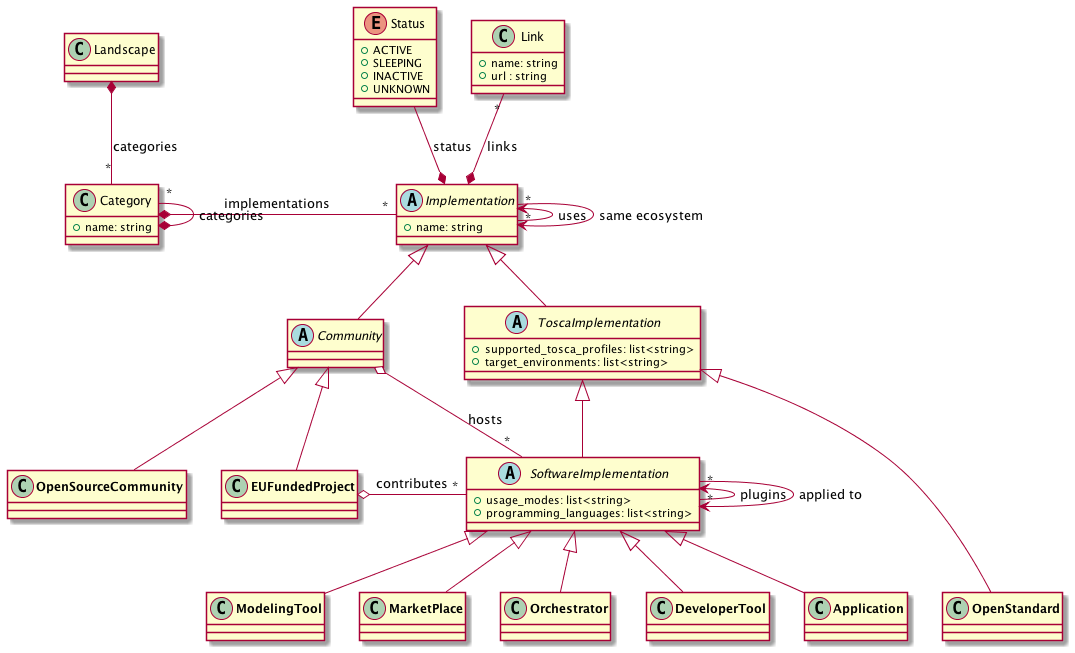 E Status
ACTIVE
SLEEPING
INACTIVE
UNKNOWN
C Link
name: string
url : string
C Landscape
*
categories
status
*
links
C Category
name: string
*
categories
implementations
*
A Implementation
name: string
*
*
uses
same ecosystem
A Community
A ToscaImplementation
supported_tosca_profiles: list<string>
target_environments: list<string>
hosts
*
C OpenSourceCommunity
C EUFundedProject
contributes
*
A SoftwareImplementation
usage_modes: list<string>
programming_languages: list<string>
*
*
plugins
applied to
C ModelingTool
C MarketPlace
C Orchestrator
C DeveloperTool
C Application
C OpenStandard